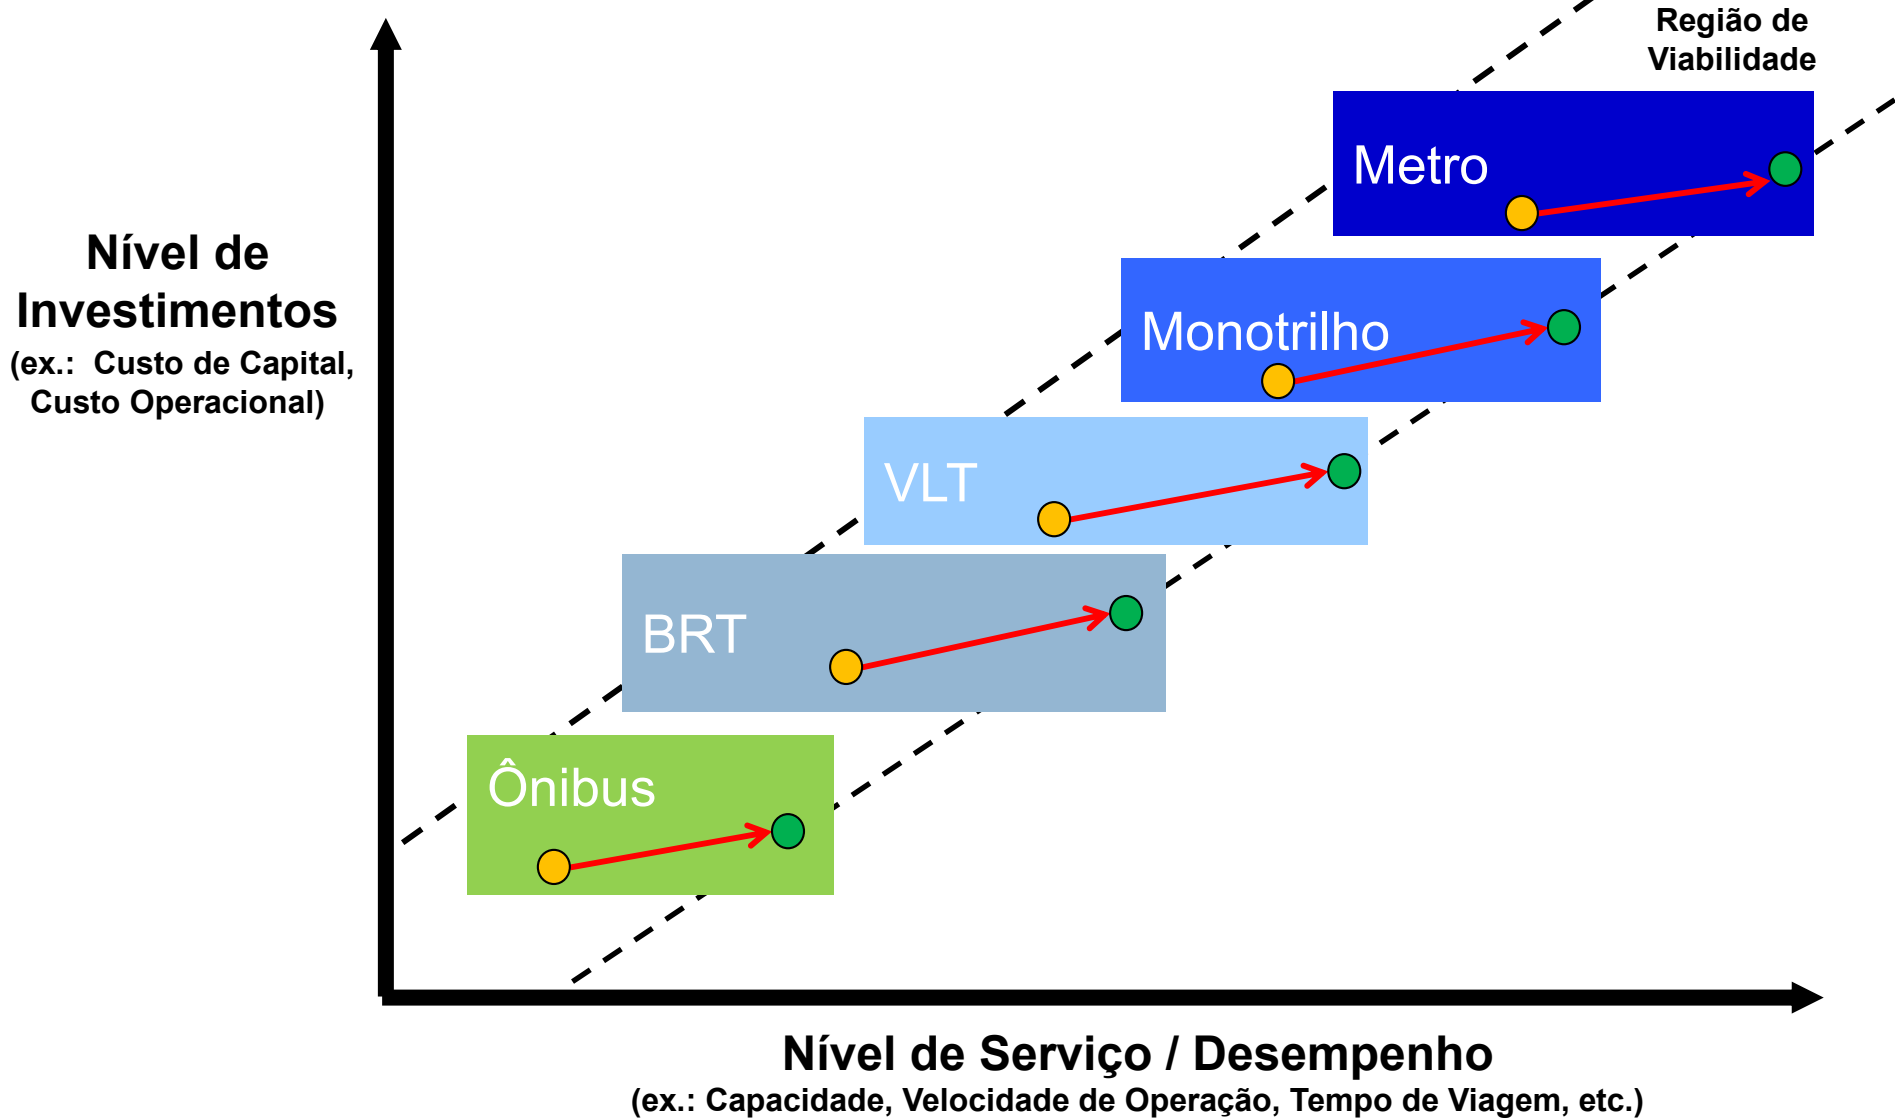 Região de
Viabilidade
Metro
Nível de
Investimentos
(ex.: Custo de Capital,
Custo Operacional)
Monotrilho
VLT
BRT
Ônibus
Nível de Serviço / Desempenho
(ex.: Capacidade, Velocidade de Operação, Tempo de Viagem, etc.)